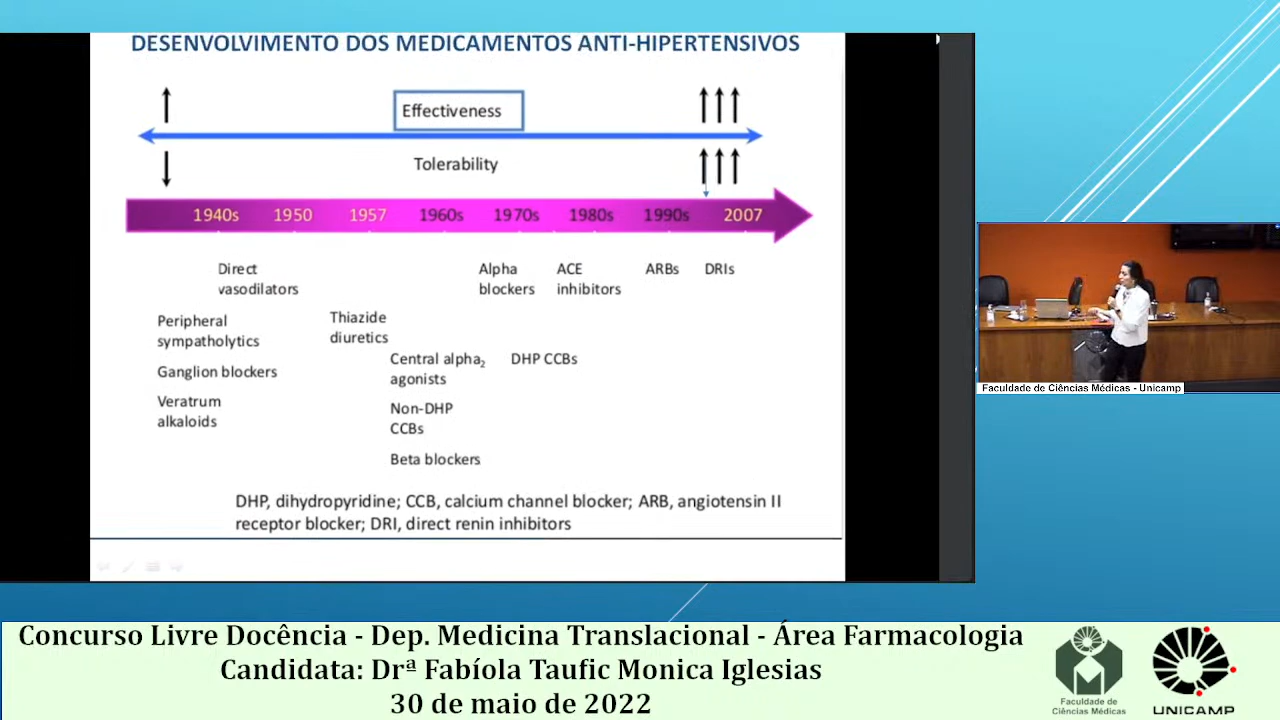 DESENVOLVIMENTO DOS MEDICAMENTOS ANTI-HIPERTENSIVOS
Effectiveness
Tolerability
1940s 1950 1957 1960s 1970s 1980s 1990s 2007
Direct
vasodilators
Alpha
blockers
ACE
inhibitors
ARBs
DRIs
Peripheral
sympatholytics
Thiazide
diuretics
Ganglion blockers
Central alpha₂
agonists
DHP CCBs
Veratrum
alkaloids
Non-DHP
CCBs
Beta blockers
DHP, dihydropyridine; CCB, calcium channel blocker; ARB, angiotensin II
receptor blocker; DRI, direct renin inhibitors
Faculdade de Ciências Médicas - Unicamp
Concurso Livre Docência - Dep. Medicina Translacional - Área Farmacologia
Candidata: Drª Fabíola Taufic Monica Iglesias
30 de maio de 2022
Faculdade de
Ciências Médicas
UNICAMP